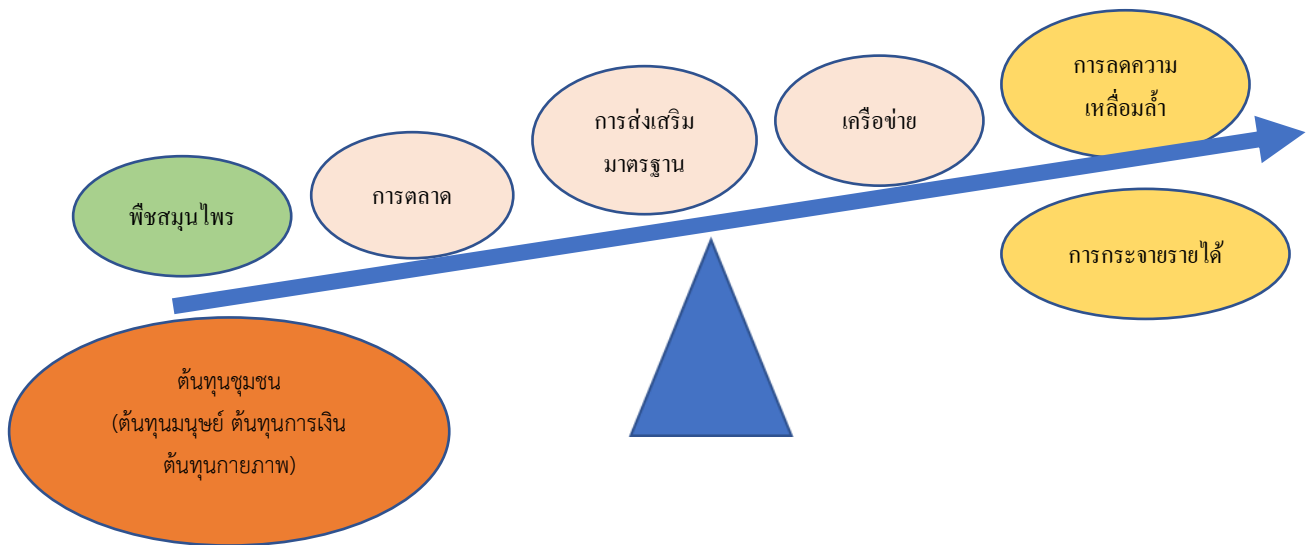 การลดความ
เหลื่อมล้ำ
เครือข่าย
การส่งเสริม
มาตรฐาน
การตลาด
พืชสมุนไพร
การกระจายรายได้
ต้นทุนชุมชน
(ต้นทุนมนุษย์ ต้นทุนการเงิน
ต้นทุนกายภาพ)